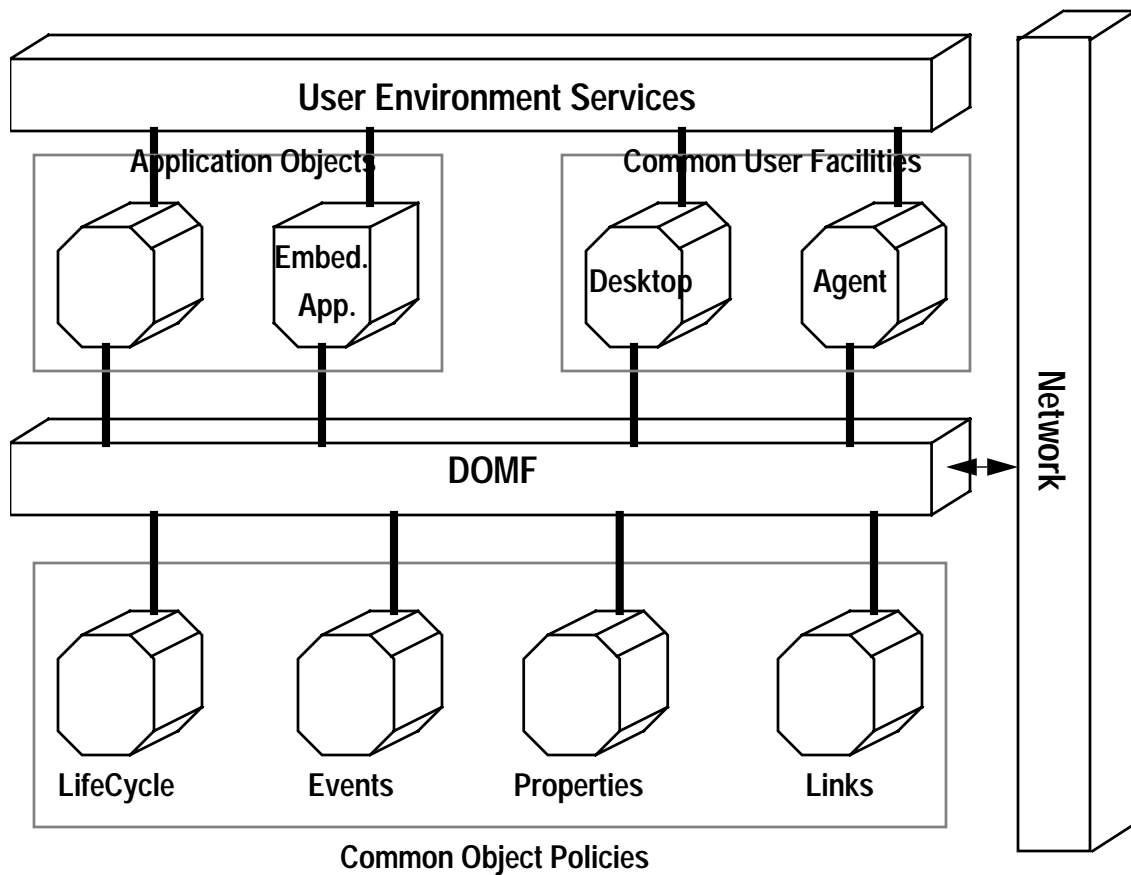 User Environment Services
Application Objects
Common User Facilities
Embed.
App.
Desktop
Agent
Network
DOMF
LifeCycle
Events
Properties
Links
Common Object Policies